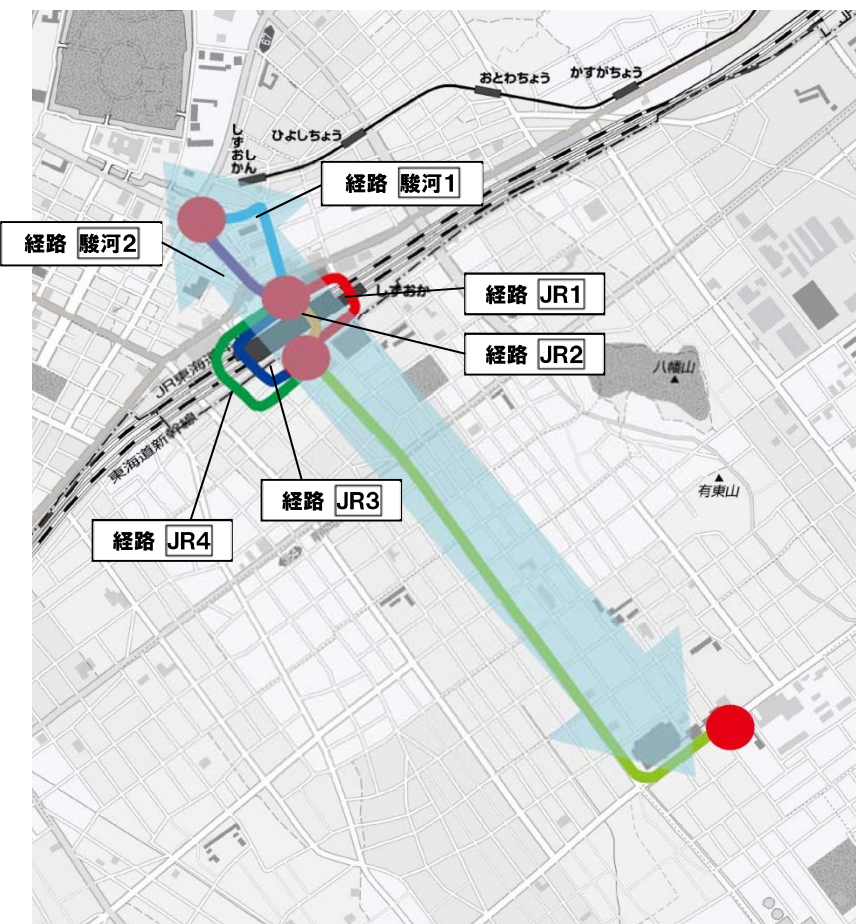 67
おとわちょう
かすがちょう
ひよしちょう
しん
しずおか
経路 駿河1
経路 駿河2
しずおか
経路 JR1
経路 JR2
JR東海道
八幡山
東海道新幹線
有東山
経路 JR3
経路 JR4